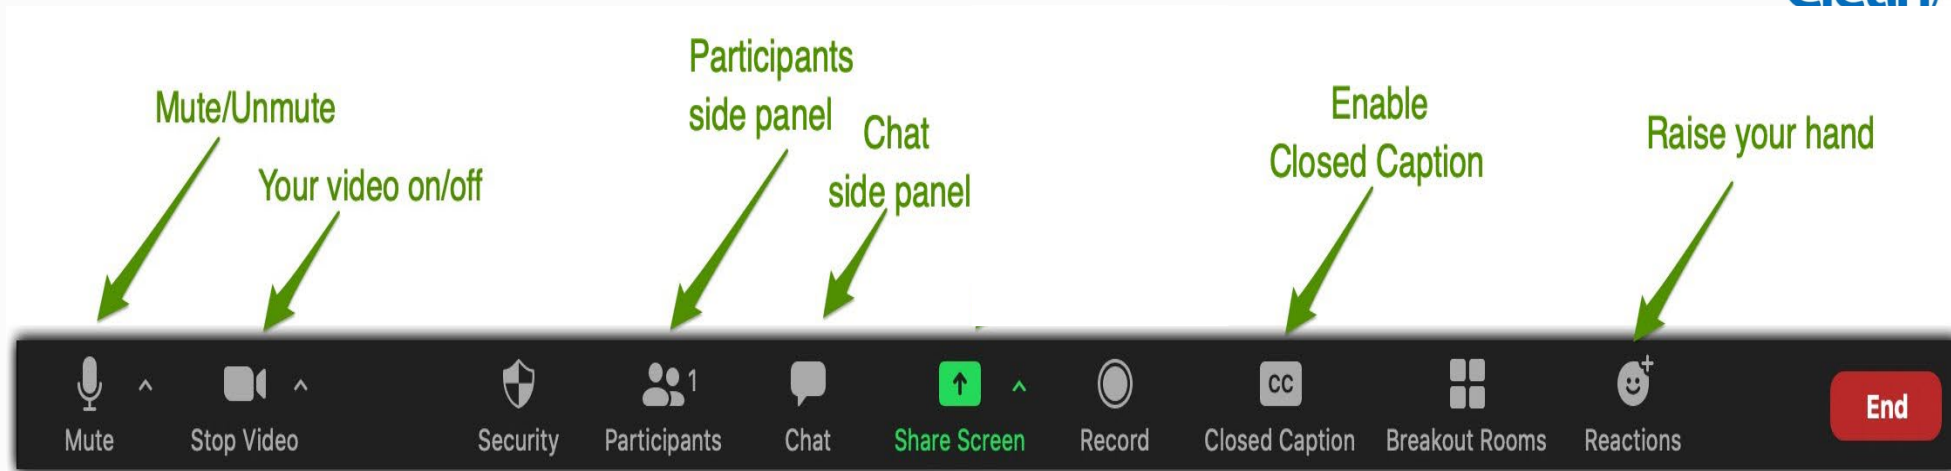 Participants
side panel
Mute/Unmute
Chat
side panel
Enable
Closed Caption
Raise your hand
Your video on/off
1
CC
Mute
Stop Video
Security
Participants
Chat
Share Screen
Record
Closed Caption
Breakout Rooms
Reactions
End